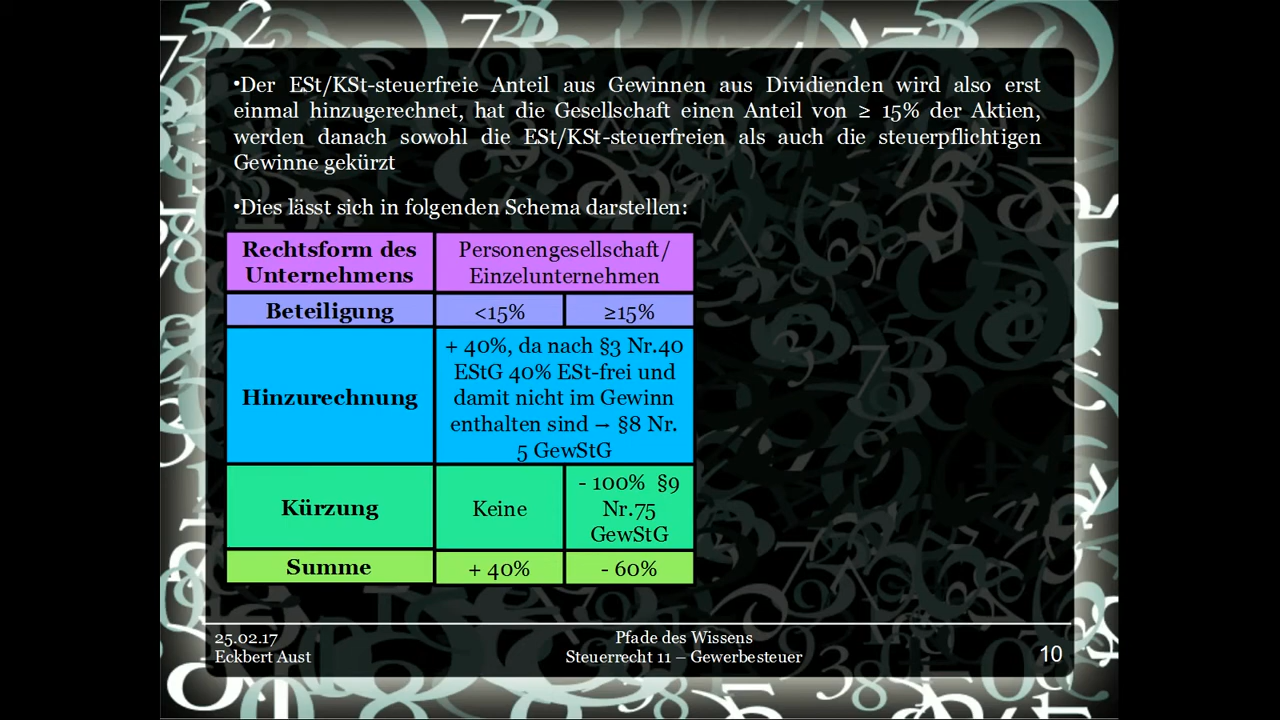 •Der ESt/KSt-steuerfreie Anteil aus Gewinnen aus Dividienden wird also erst
einmal hinzugerechnet, hat die Gesellschaft einen Anteil von ≥ 15% der Aktien,
werden danach sowohl die ESt/KSt-steuerfreien als auch die steuerpflichtigen
Gewinne gekürzt
•Dies lässt sich in folgenden Schema darstellen:
Rechtsform des
Unternehmens
Personengesellschaft/
Einzelunternehmen
Beteiligung
<15%
≥15%
Hinzurechnung
+ 40%, da nach §3 Nr.40
EStG 40% ESt-frei und
damit nicht im Gewinn
enthalten sind → §8 Nr.
5 GewStG
Kürzung
Keine
- 100% §9
Nr.75
GewStG
Summe
+ 40%
- 60%
25.02.17
Eckbert Aust
Pfade des Wissens
Steuerrecht 11 – Gewerbesteuer
10